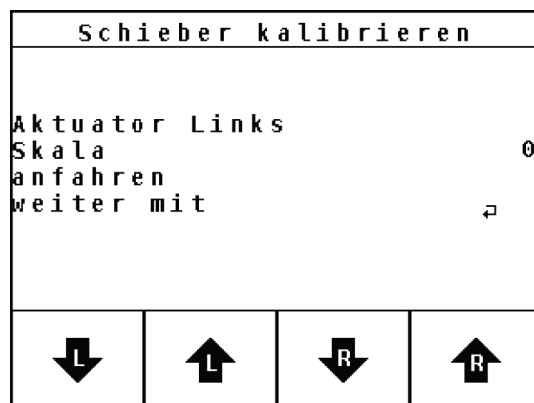 Schieber kalibrieren
Aktuator Links
Skala 0
anfahren
weiter mit ↵
L L R R